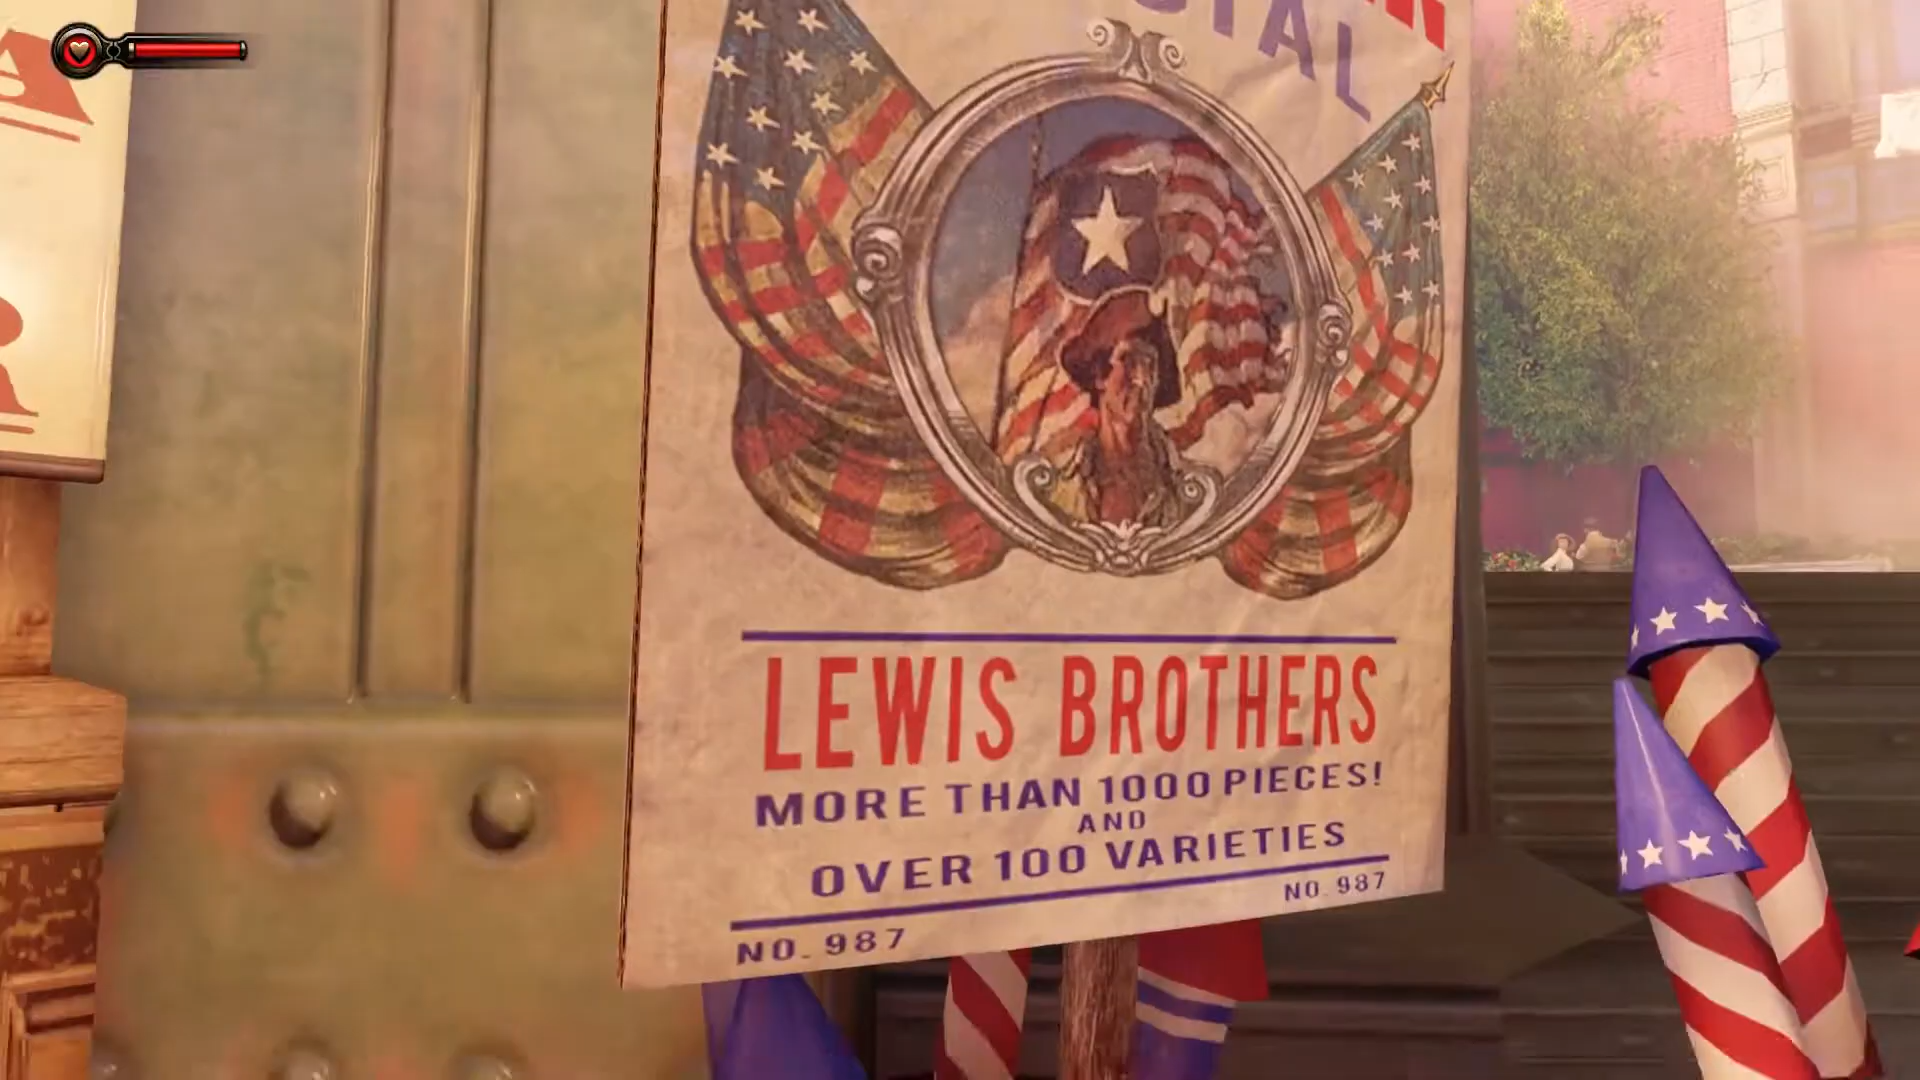 LEWIS BROTHERS
MORE THAN 1000 PIECES!
AND
OVER 100 VARIETIES
NO. 987
NO. 987